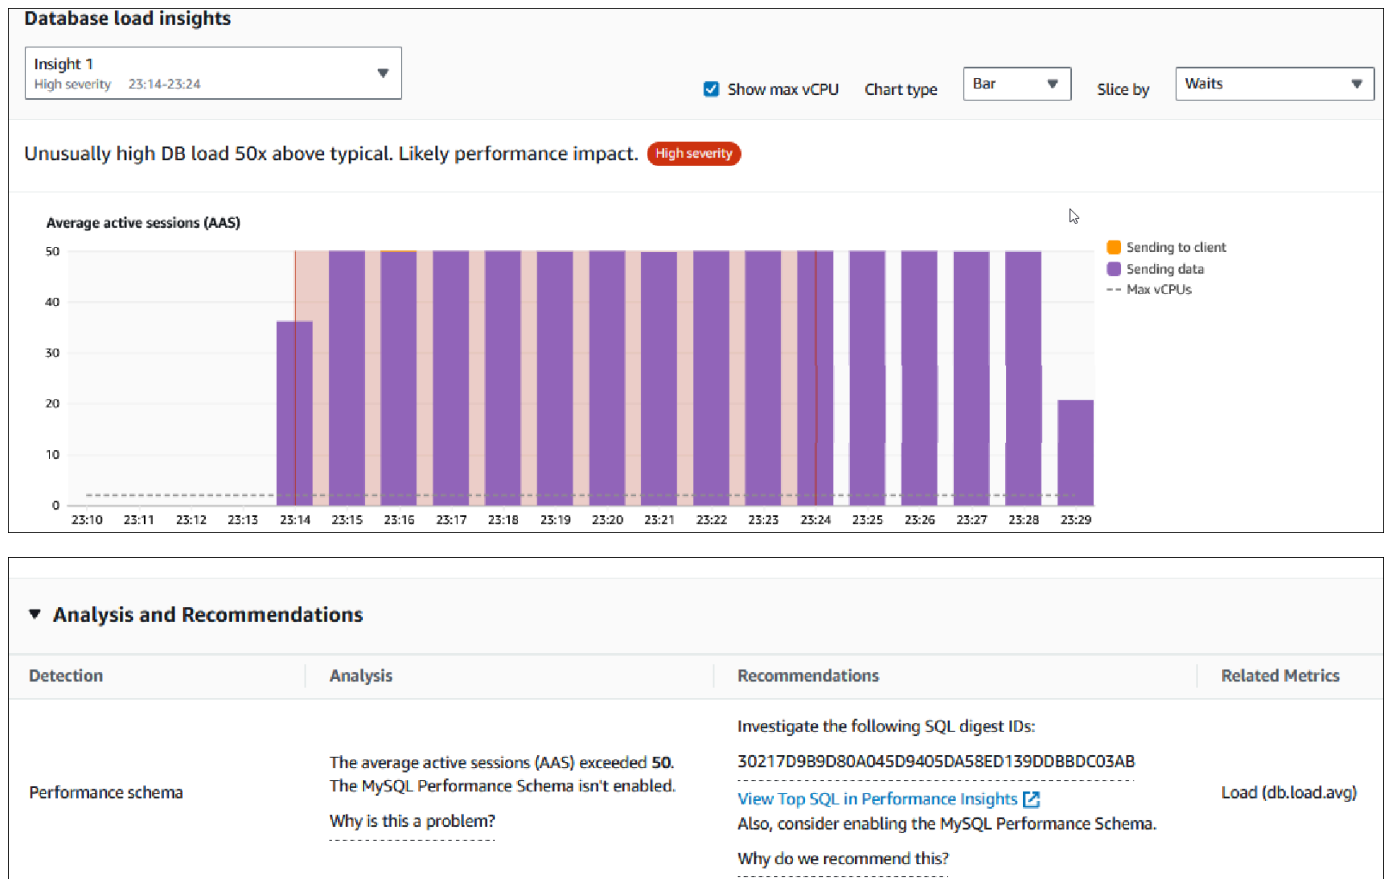 Database load insights
Insight 1
High severity 23:14-23:24
Show max vCPU Chart type Bar Slice by Waits
Unusually high DB load 50x above typical. Likely performance impact. High severity
Average active sessions (AAS)
50
40
30
20
10
0
23:10 23:11 23:12 23:13 23:14 23:15 23:16 23:17 23:18 23:19 23:20 23:21 23:22 23:23 23:24 23:25 23:26 23:27 23:28 23:29
Sending to client
Sending data
Max vCPUs
Analysis and Recommendations
Detection Analysis Recommendations Related Metrics
Performance schema
The average active sessions (AAS) exceeded 50.
The MySQL Performance Schema isn't enabled.
Why is this a problem?
Investigate the following SQL digest IDs:
30217D9B9D80A045D9405DA58ED139DDBBDC03AB
View Top SQL in Performance Insights
Also, consider enabling the MySQL Performance Schema.
Why do we recommend this?
Load (db.load.avg)